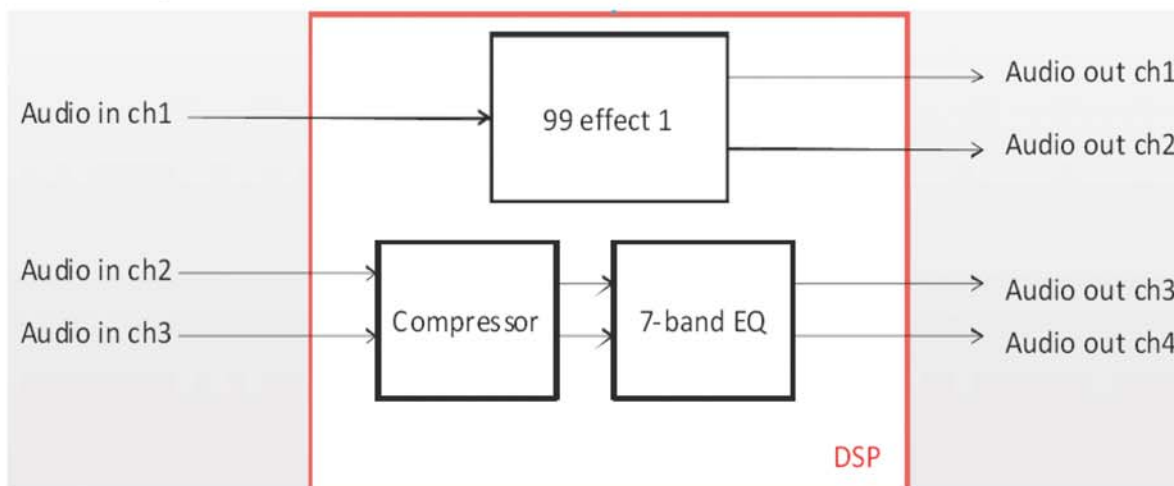 Audio in ch1
99 effect 1
Audio out ch1
Audio out ch2
Audio in ch2
Audio in ch3
Compressor
7-band EQ
Audio out ch3
Audio out ch4
DSP